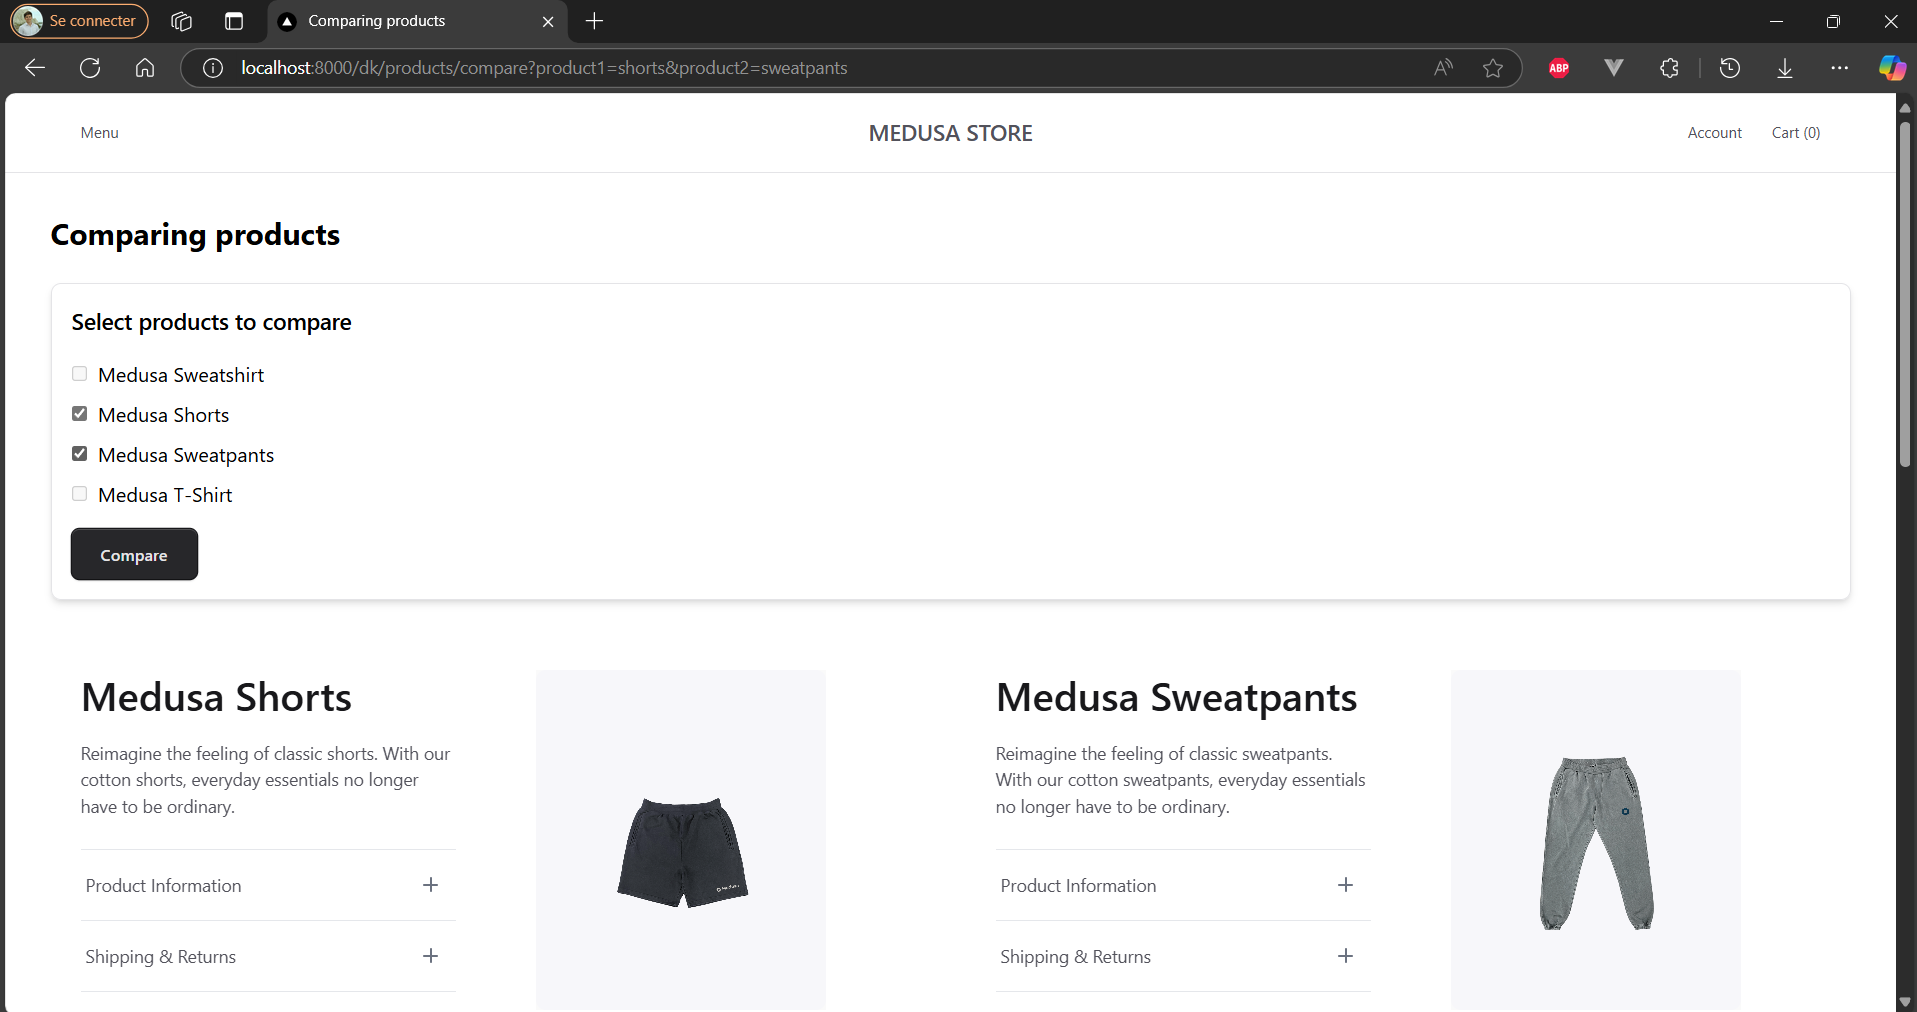 Se connecter
Comparing products
localhost:8000/dk/products/compare?product1=shorts&product2=sweatpants
ABP
Menu
MEDUSA STORE
Account
Cart (0)
Comparing products
Select products to compare
Medusa Sweatshirt
Medusa Shorts
Medusa Sweatpants
Medusa T-Shirt
Compare
Medusa Shorts
Reimagine the feeling of classic shorts. With our
cotton shorts, everyday essentials no longer
have to be ordinary.
Product Information
Shipping & Returns
Medusa Sweatpants
Reimagine the feeling of classic sweatpants.
With our cotton sweatpants, everyday essentials
no longer have to be ordinary.
Product Information
Shipping & Returns